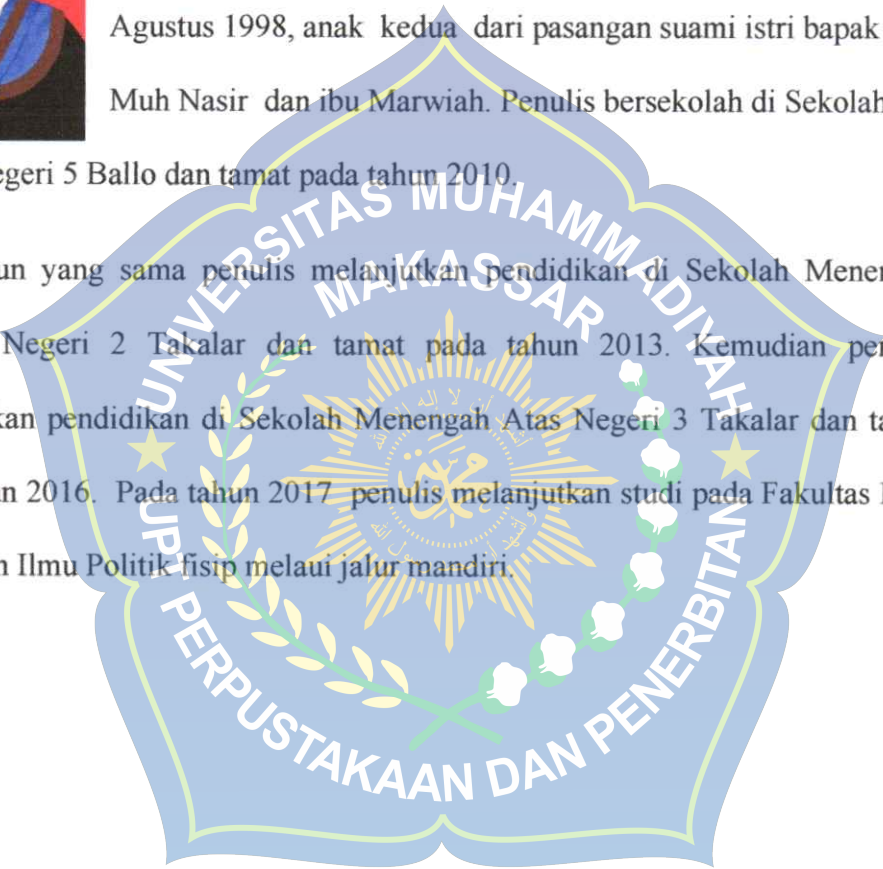 Agustus 1998, anak kedua dari pasangan suami istri bapak
Muh Nasir dan ibu Marwiah. Penulis bersekolah di Sekolah
egeri 5 Ballo dan tamat pada tahun 2010.
un yang sama penulis melanjutkan pendidikan di Sekolah Mener
Negeri 2 Takalar dan tamat pada tahun 2013. Kemudian per
kan pendidikan di Sekolah Menengah Atas Negeri 3 Takalar dan ta
n 2016. Pada tahun 2017 penulis melanjutkan studi pada Fakultas
n Ilmu Politik fisip melaui jalur mandiri.
UNIVERSITAS MUHAMMADIYAH
MAKASSAR
محمدية
UPT PERPUSTAKAAN DAN PENERBITAN